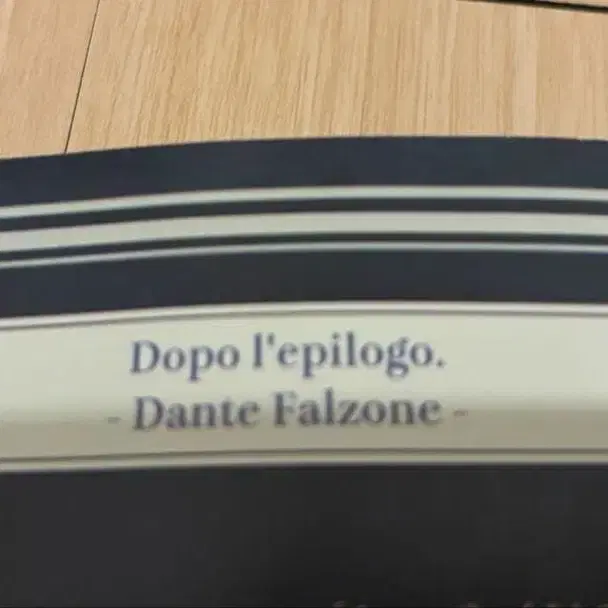 Dopo l'epilogo.
- Dante Falzone -